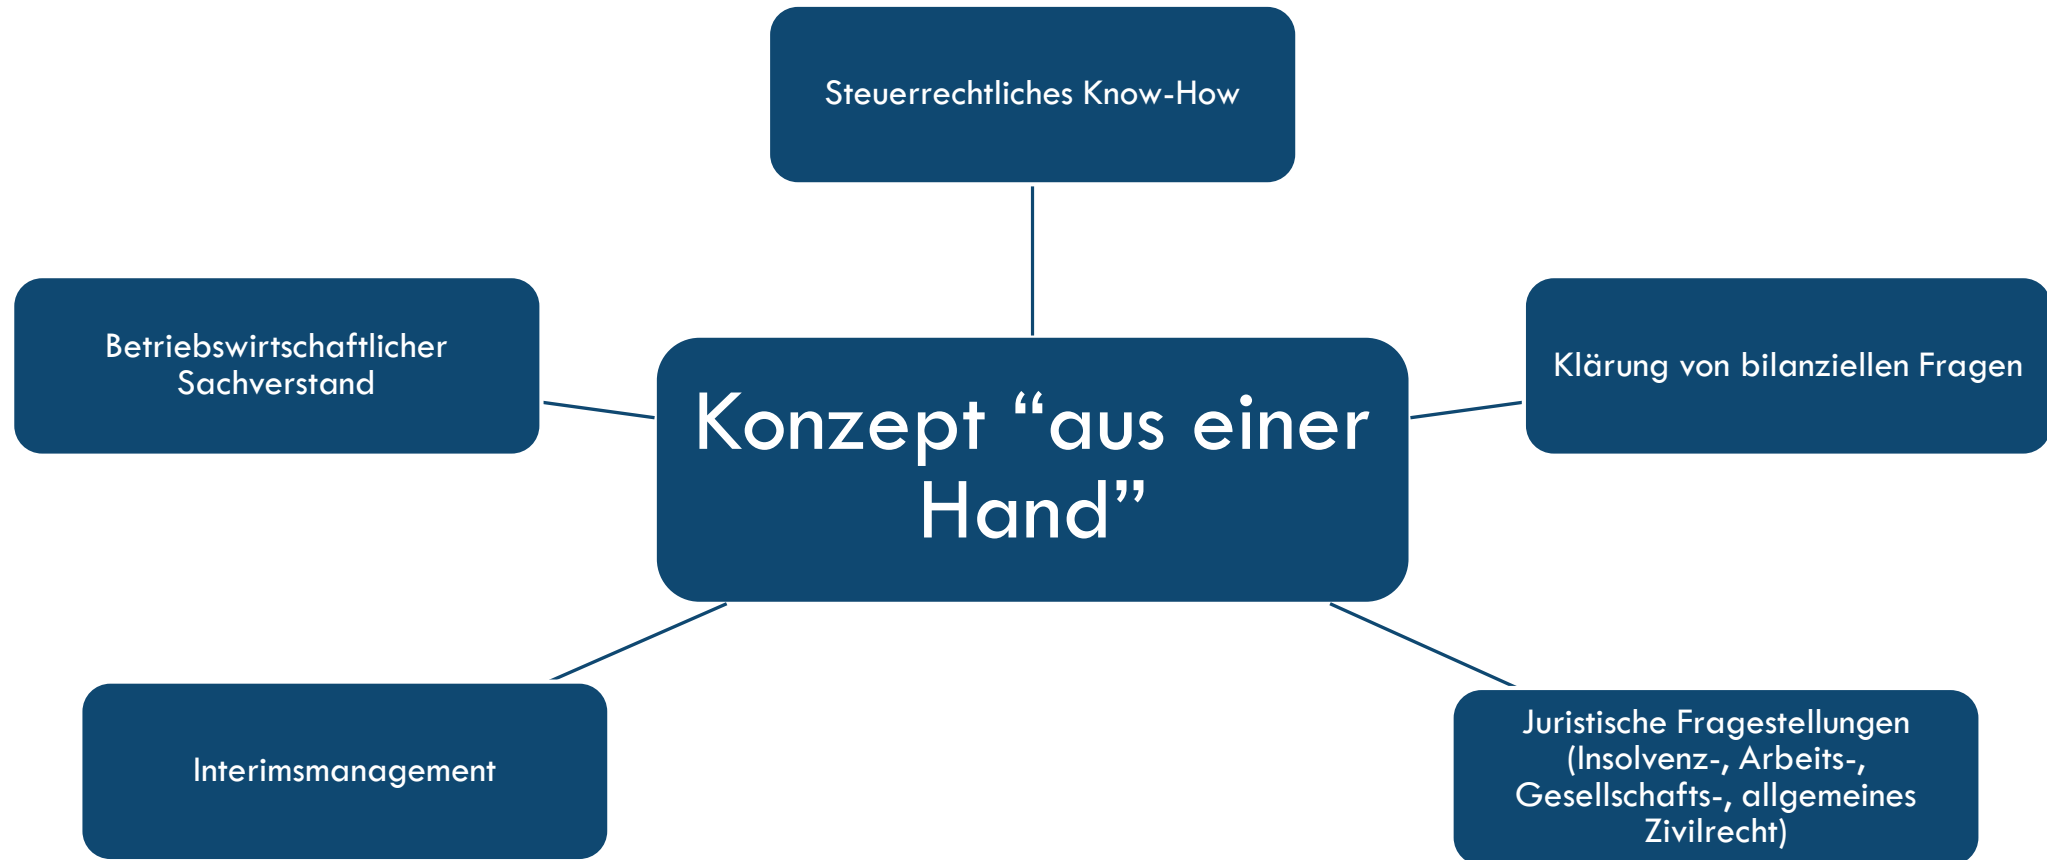 Steuerrechtliches Know-How
Betriebswirtschaftlicher
Sachverstand
Klärung von bilanziellen Fragen
Konzept “aus einer
Hand”
Interimsmanagement
Juristische Fragestellungen
(Insolvenz-, Arbeits-,
Gesellschafts-, allgemeines
Zivilrecht)